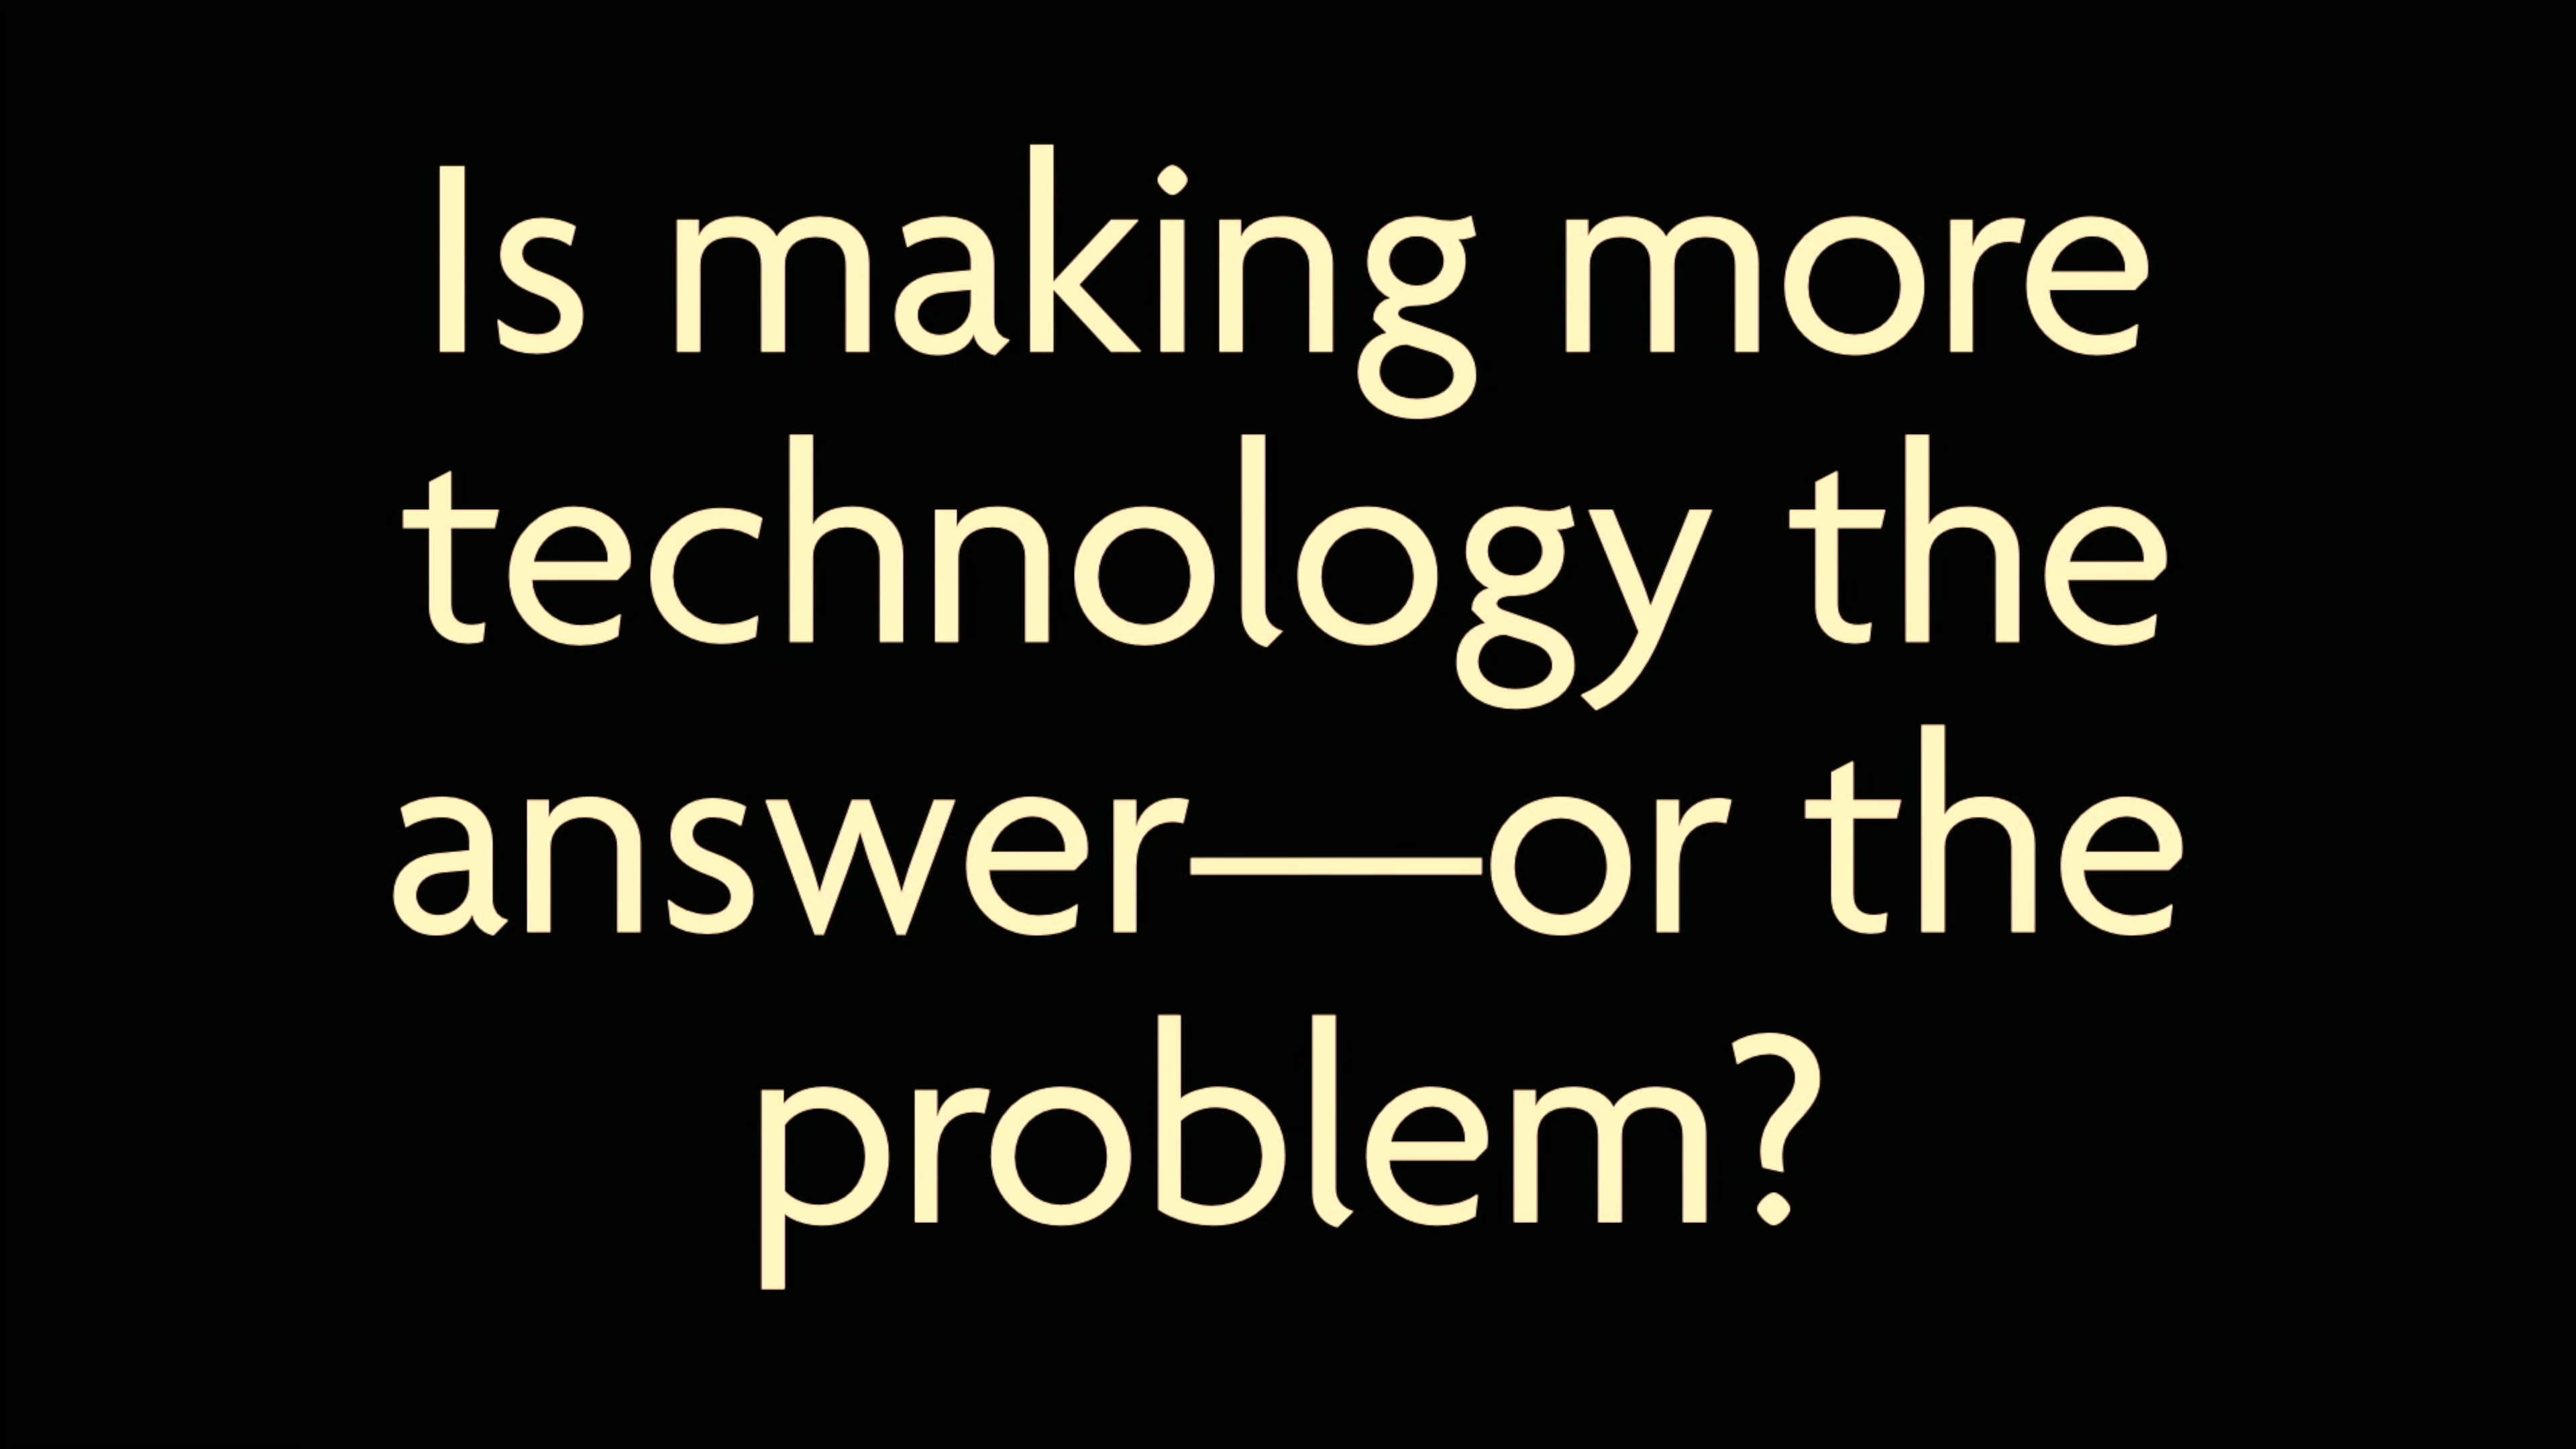 Is making more
technology the
answer—or the
problem?